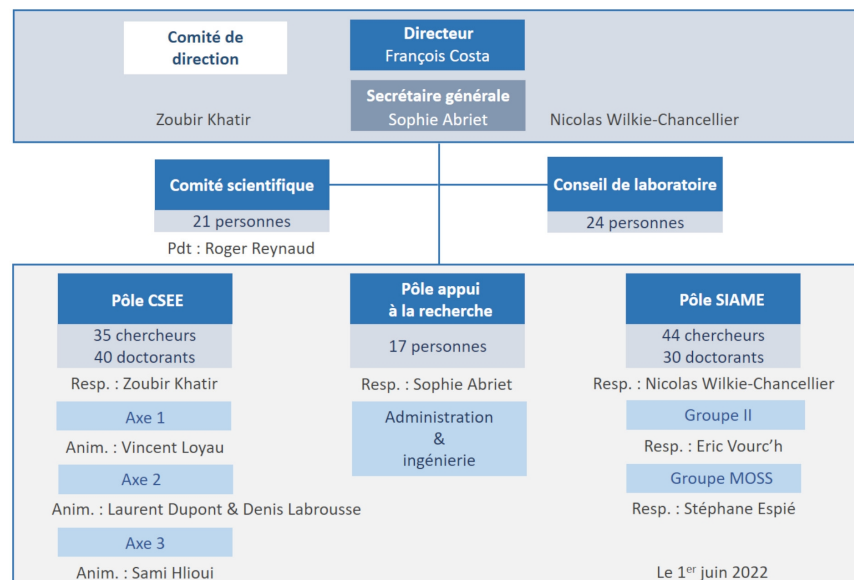 Comité de
direction
Directeur
François Costa
Secrétaire générale
Sophie Abriet
Zoubir Khatir
Nicolas Wilkie-Chancellier
Comité scientifique
21 personnes
Pdt : Roger Reynaud
Conseil de laboratoire
24 personnes
Pôle CSEE
35 chercheurs
40 doctorants
Resp. : Zoubir Khatir
Axe 1
Anim. : Vincent Loyau
Axe 2
Anim. : Laurent Dupont & Denis Labrousse
Axe 3
Anim. : Sami Hlioui
Pôle appui
à la recherche
17 personnes
Resp. : Sophie Abriet
Administration
&
ingénierie
Pôle SIAME
44 chercheurs
30 doctorants
Resp. : Nicolas Wilkie-Chancellier
Groupe II
Resp. : Eric Vourc'h
Groupe MOSS
Resp. : Stéphane Espié
Le 1er juin 2022